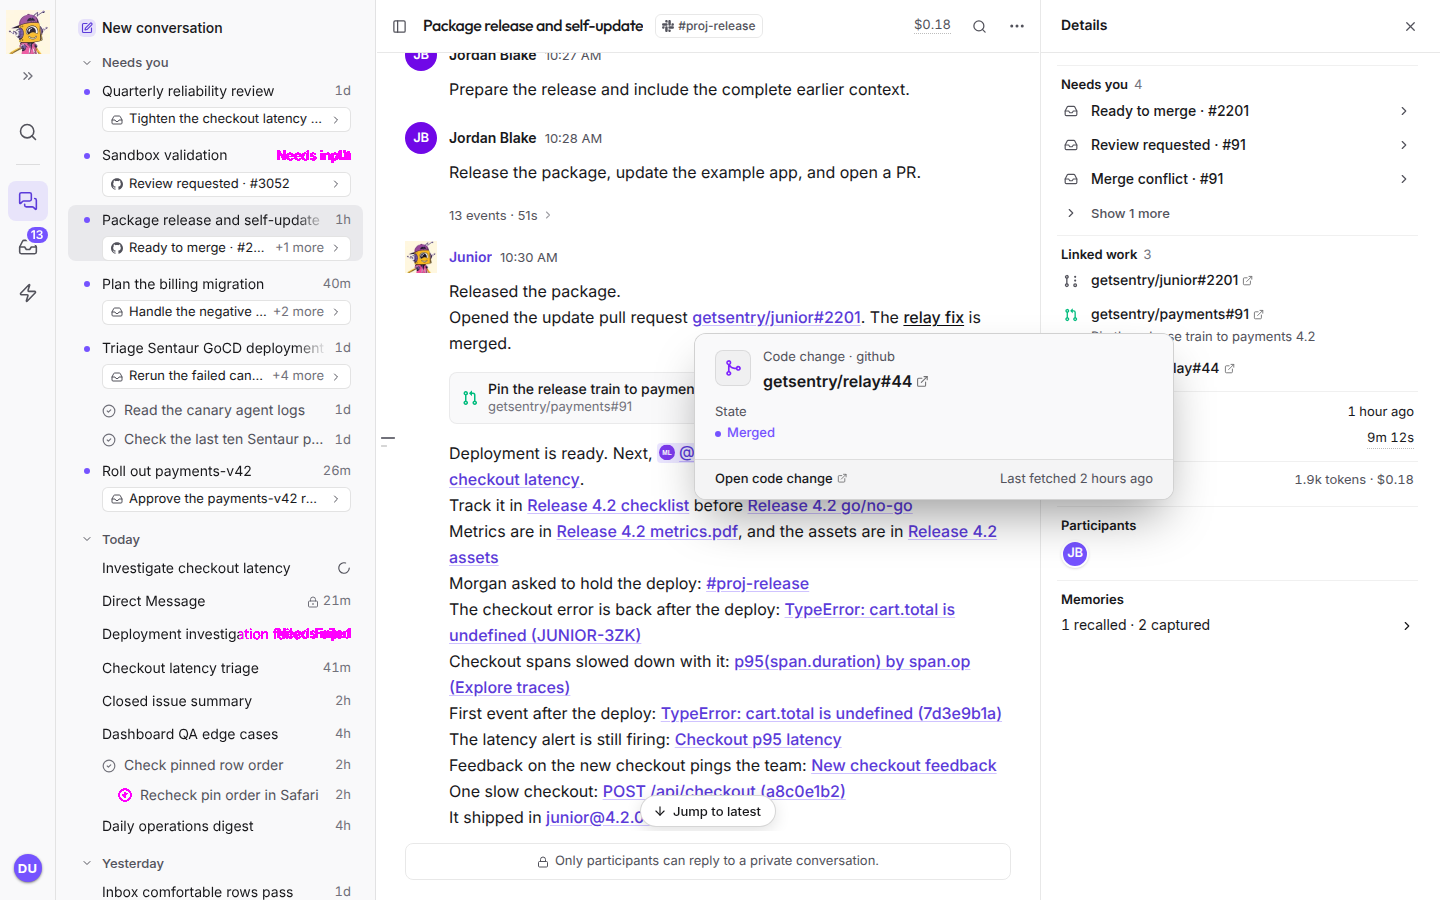 New conversation
Needs you
Quarterly reliability review 1d
Tighten the checkout latency ...
Sandbox validation
Review requested · #3052
Package release and self-update 1h
Ready to merge · #2... +1 more
Plan the billing migration 40m
Handle the negative ... +2 more
Triage Sentaur GoCD deployment 1d
Rerun the failed can... +4 more
Read the canary agent logs 1d
Check the last ten Sentaur p... 1d
Roll out payments-v42 26m
Approve the payments-v42 r...
Today
Investigate checkout latency
Direct Message 21m
Deployment investigation
Checkout latency triage 41m
Closed issue summary 2h
Dashboard QA edge cases 4h
Check pinned row order 2h
Recheck pin order in Safari 2h
Daily operations digest 4h
Yesterday
Inbox comfortable rows pass 1d
13
DU
Package release and self-update #proj-release $0.18
JB Jordan Blake 10:27 AM
Prepare the release and include the complete earlier context.
JB Jordan Blake 10:28 AM
Release the package, update the example app, and open a PR.
13 events · 51s
Junior 10:30 AM
Released the package.
Opened the update pull request getsentry/junior#2201. The relay fix is
merged.
Pin the release train to paymen
getsentry/payments#91
Deployment is ready. Next, ML @
checkout latency.
Track it in Release 4.2 checklist before Release 4.2 go/no-go
Metrics are in Release 4.2 metrics.pdf, and the assets are in Release 4.2
assets
Morgan asked to hold the deploy: #proj-release
The checkout error is back after the deploy: TypeError: cart.total is
undefined (JUNIOR-3ZK)
Checkout spans slowed down with it: p95(span.duration) by span.op
(Explore traces)
First event after the deploy: TypeError: cart.total is undefined (7d3e9b1a)
The latency alert is still firing: Checkout p95 latency
Feedback on the new checkout pings the team: New checkout feedback
One slow checkout: POST /api/checkout (a8c0e1b2)
It shipped in junior@4.2.0
Jump to latest
Only participants can reply to a private conversation.
Code change · github
getsentry/relay#44
State
Merged
Open code change Last fetched 2 hours ago
Details
Needs you 4
Ready to merge · #2201
Review requested · #91
Merge conflict · #91
Show 1 more
Linked work 3
getsentry/junior#2201
getsentry/payments#91
se train to payments 4.2
lay#44
1 hour ago
9m 12s
1.9k tokens · $0.18
Participants
JB
Memories
1 recalled · 2 captured